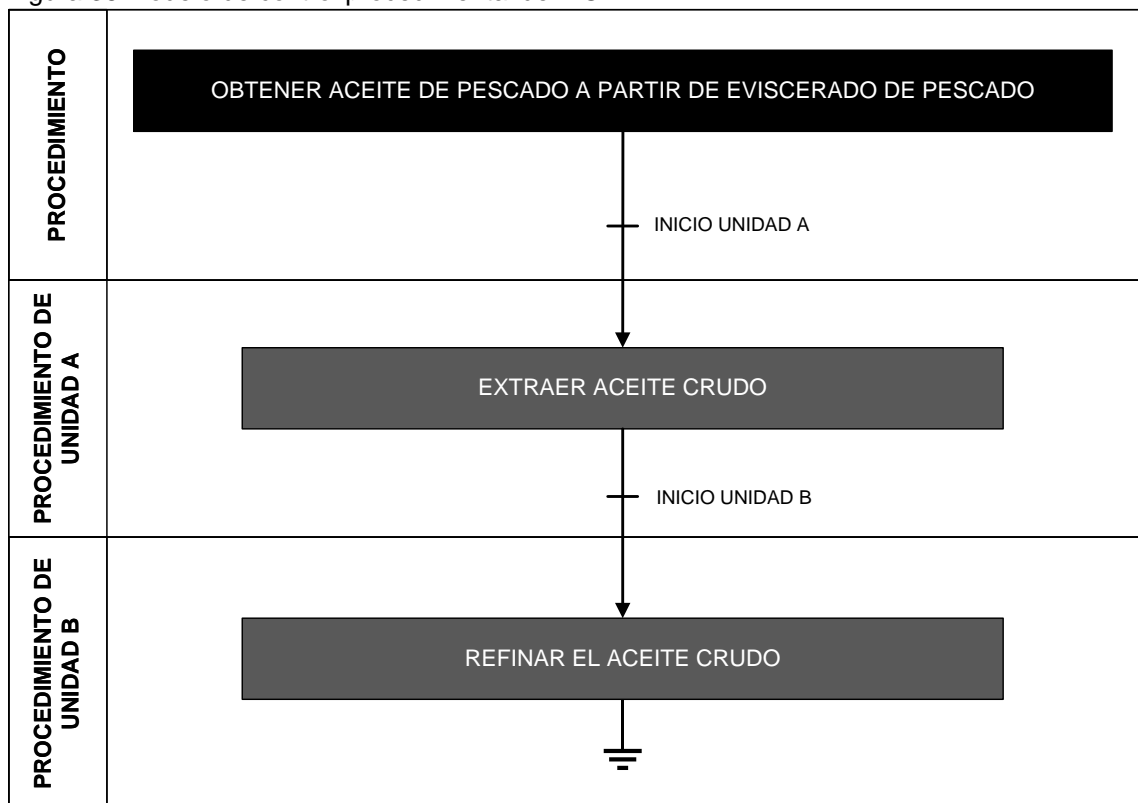 PROCEDIMIENTO
OBTENER ACEITE DE PESCADO A PARTIR DE EVISCERADO DE PESCADO
INICIO UNIDAD A
PROCEDIMIENTO DE
UNIDAD A
EXTRAER ACEITE CRUDO
INICIO UNIDAD B
PROCEDIMIENTO DE
UNIDAD B
REFINAR EL ACEITE CRUDO